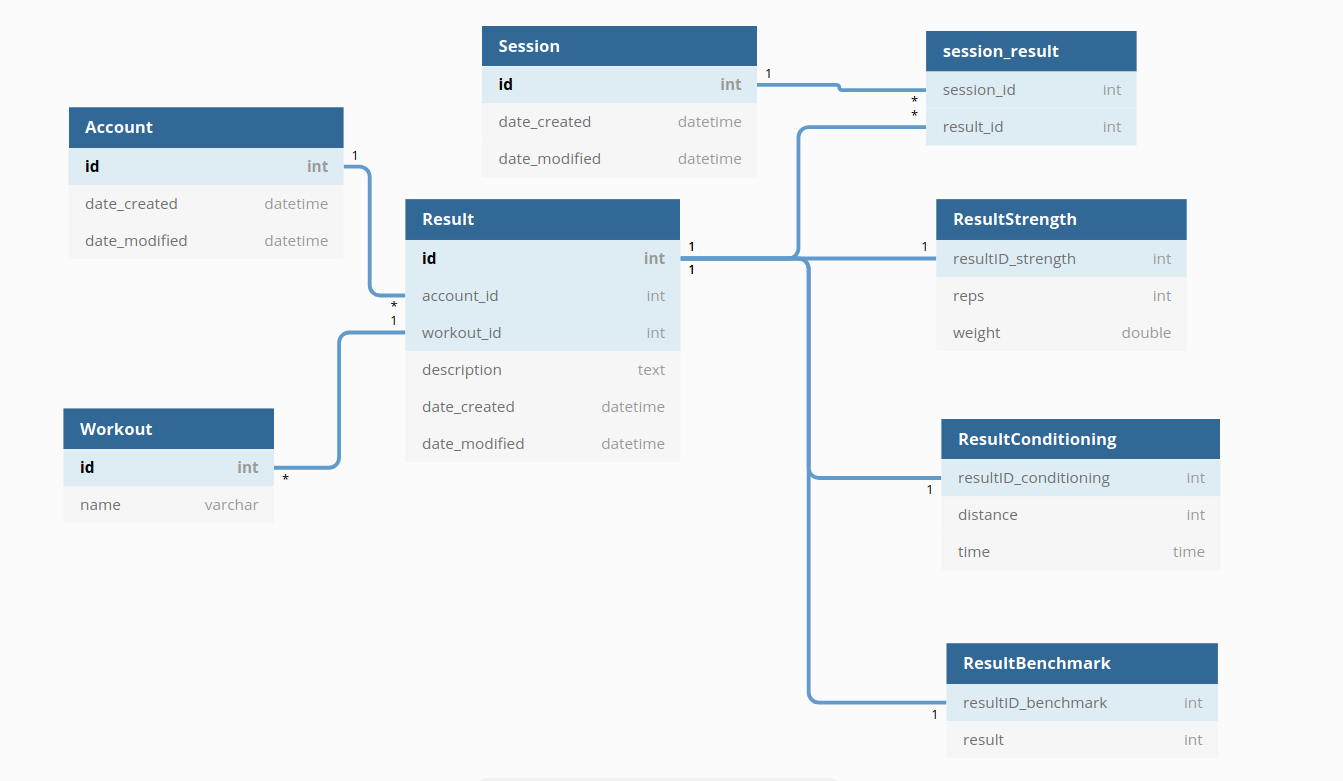 Session
id int
date_created datetime
date_modified datetime
1
session_result
session_id int
result_id int
*
*
Account
id int
date_created datetime
date_modified datetime
1
Result
id int
account_id int
workout_id int
description text
date_created datetime
date_modified datetime
*
1
1
1
ResultStrength
resultID_strength int
reps int
weight double
1
Workout
id int
name varchar
*
ResultConditioning
resultID_conditioning int
distance int
time time
1
ResultBenchmark
resultID_benchmark int
result int
1